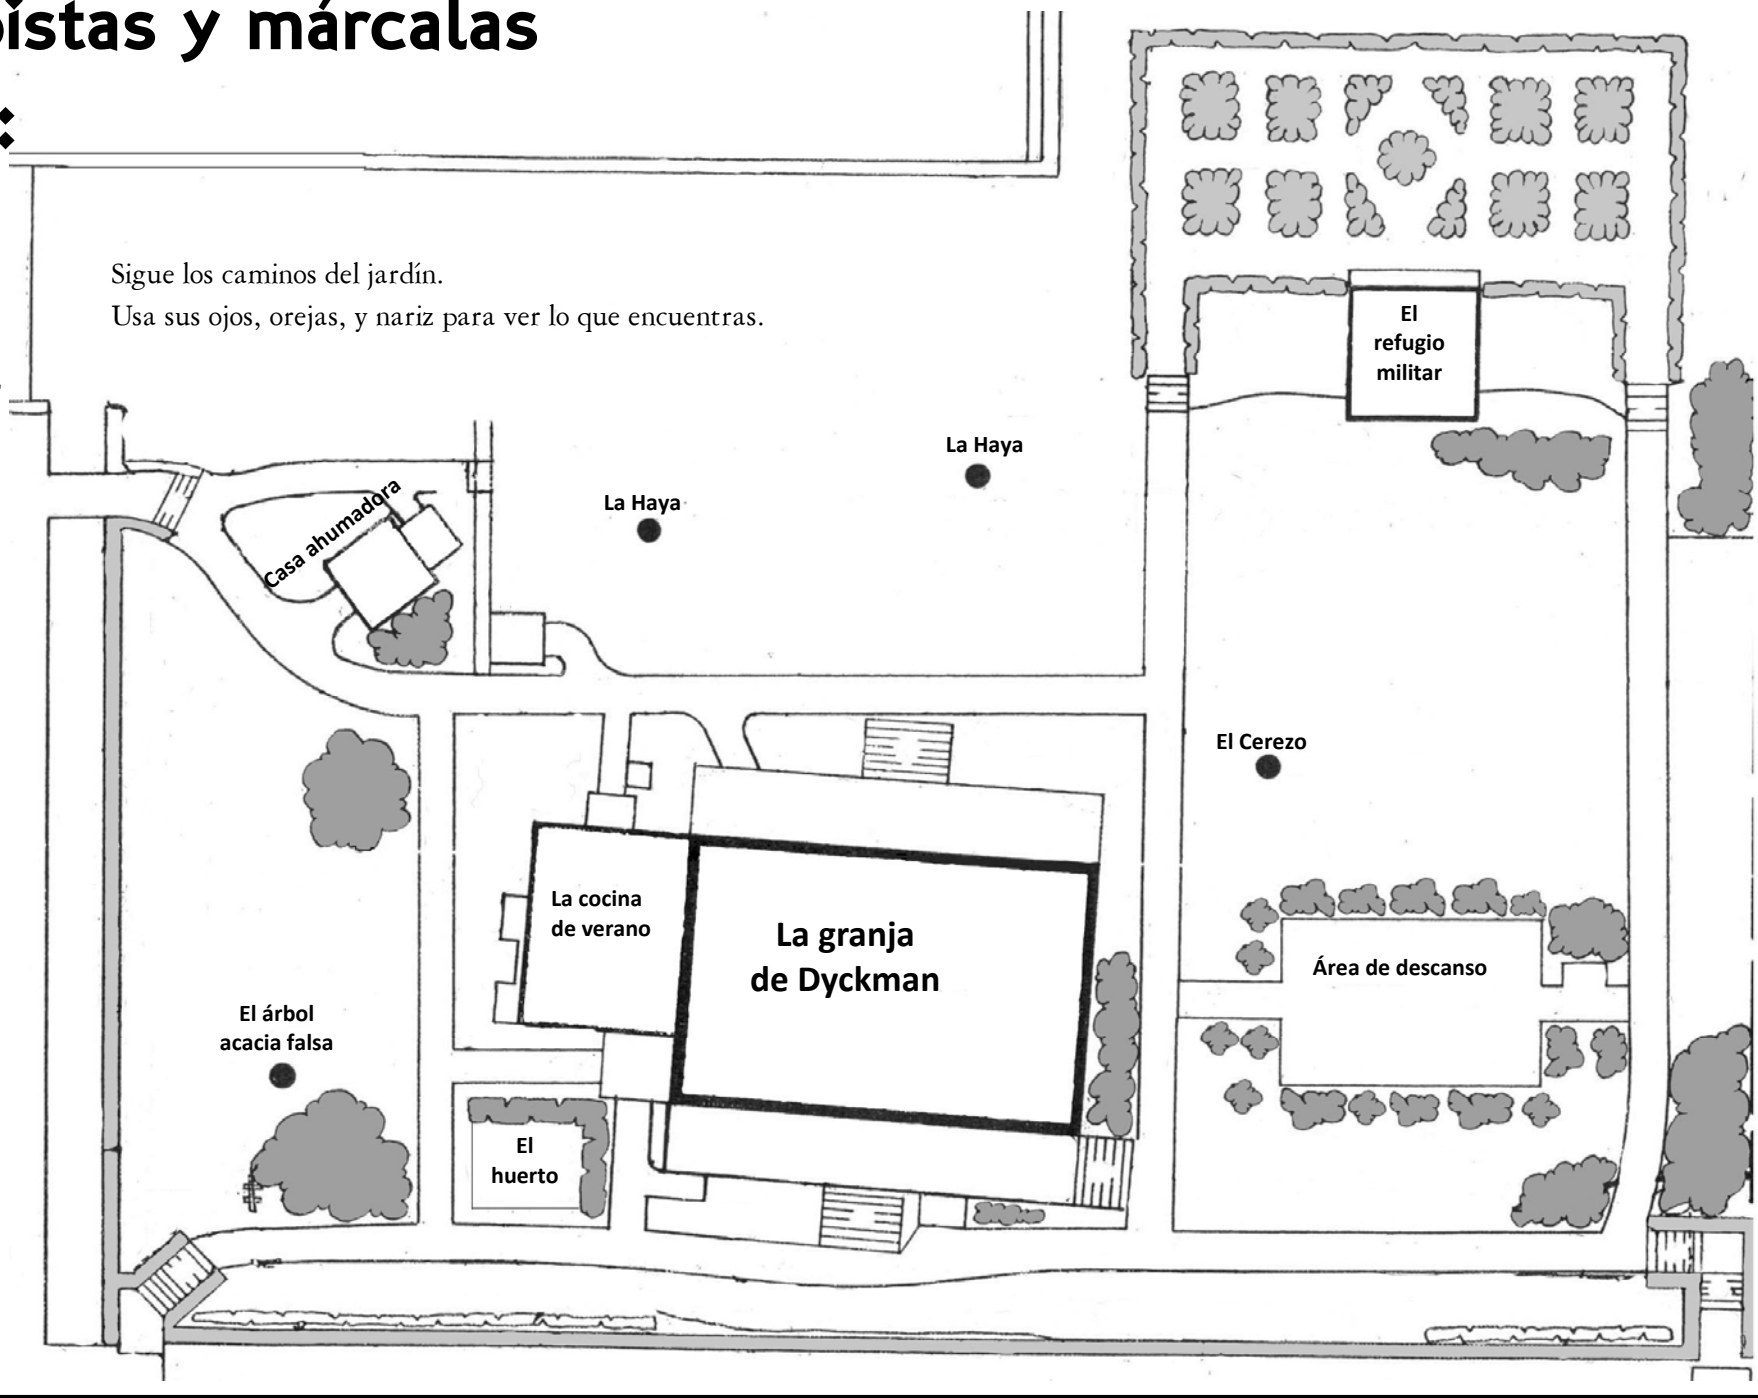 pistas y márcalas
:
Sigue los caminos del jardín.
Usa sus ojos, orejas, y nariz para ver lo que encuentras.
El
refugio
militar
La Haya
La Haya
Casa ahumadora
El Cerezo
La cocina
de verano
La granja
de Dyckman
Área de descanso
El árbol
acacia falsa
El
huerto